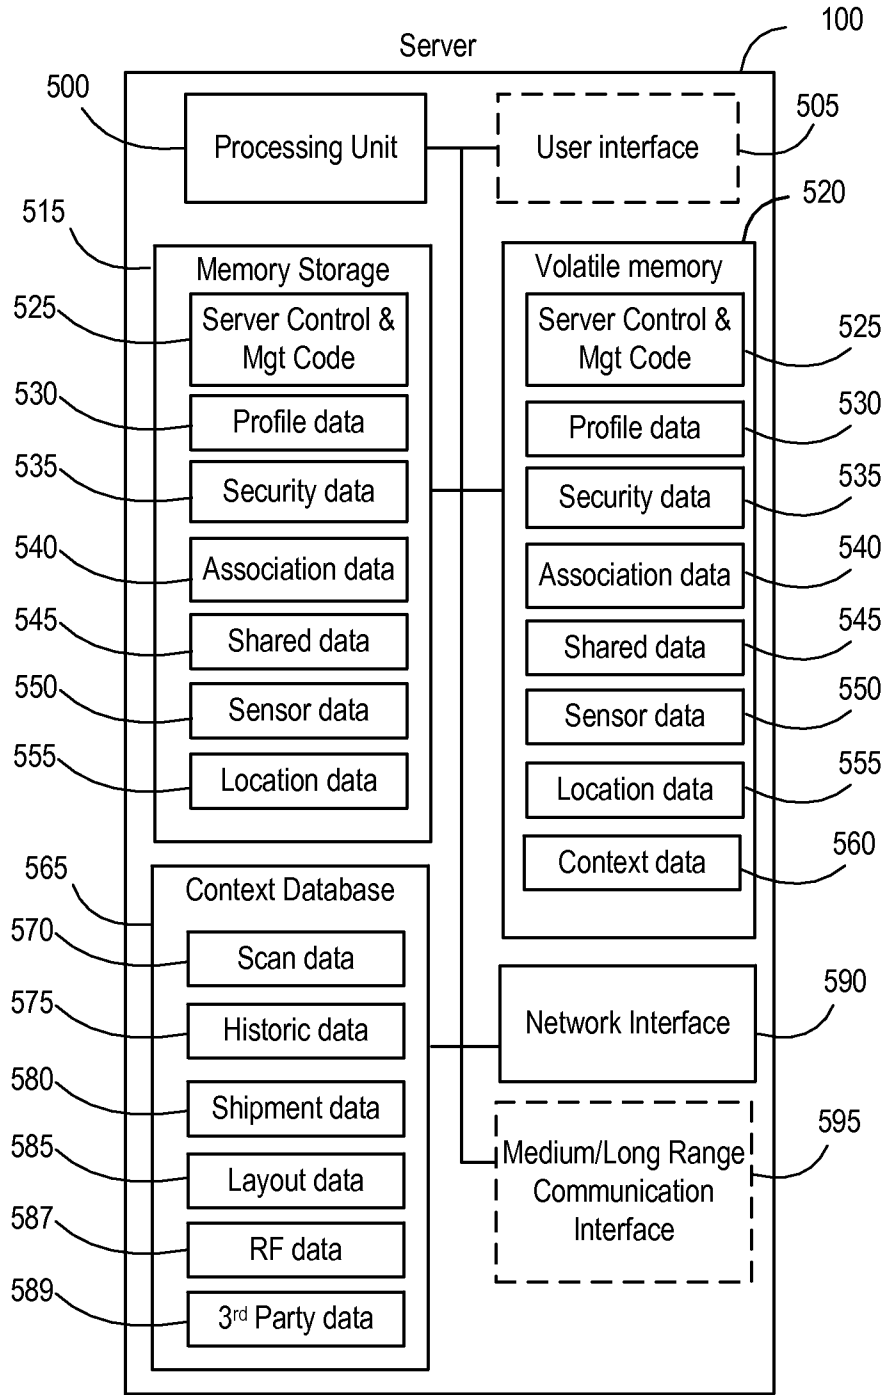 Server
100
500
Processing Unit
User interface
505
515
Memory Storage
525
Server Control &
Mgt Code
530
Profile data
535
Security data
540
Association data
545
Shared data
550
Sensor data
555
Location data
520
Volatile memory
Server Control &
Mgt Code
525
Profile data
530
Security data
535
Association data
540
Shared data
545
Sensor data
550
Location data
555
Context data
560
565
Context Database
570
Scan data
575
Historic data
580
Shipment data
585
Layout data
587
RF data
589
3rd Party data
Network Interface
590
Medium/Long Range
Communication
Interface
595